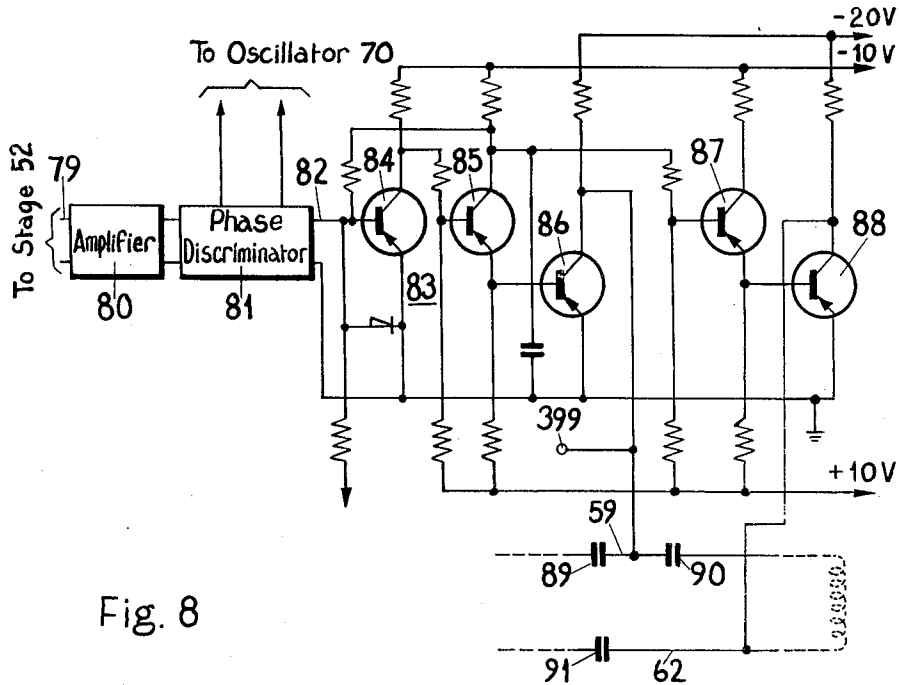 -20V
To Oscillator 70
-10V
To Stage 52
79
82
84
85
87
Amplifier
Phase
Discriminator
86
88
80
81
83
399
+10V
59
89
90
Fig. 8
91
62